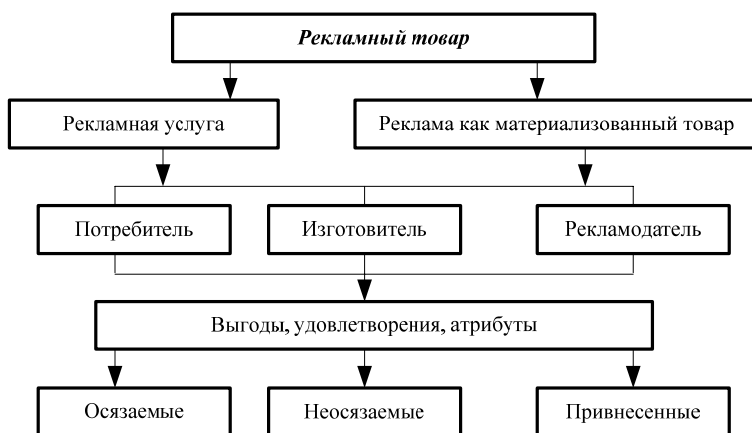 Рекламный товар
Рекламная услуга
Реклама как материализованный товар
Потребитель
Изготовитель
Рекламодатель
Выгоды, удовлетворения, атрибуты
Осязаемые
Неосязаемые
Привнесенные